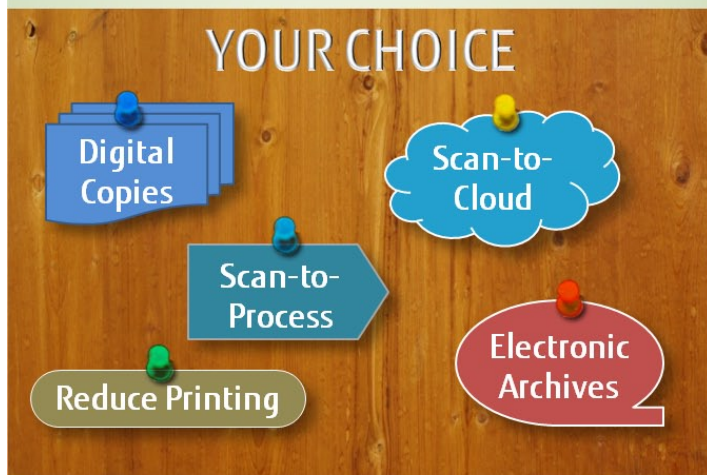 YOUR CHOICE
Digital
Copies
Scan-to-
Cloud
Scan-to-
Process
Electronic
Archives
Reduce Printing